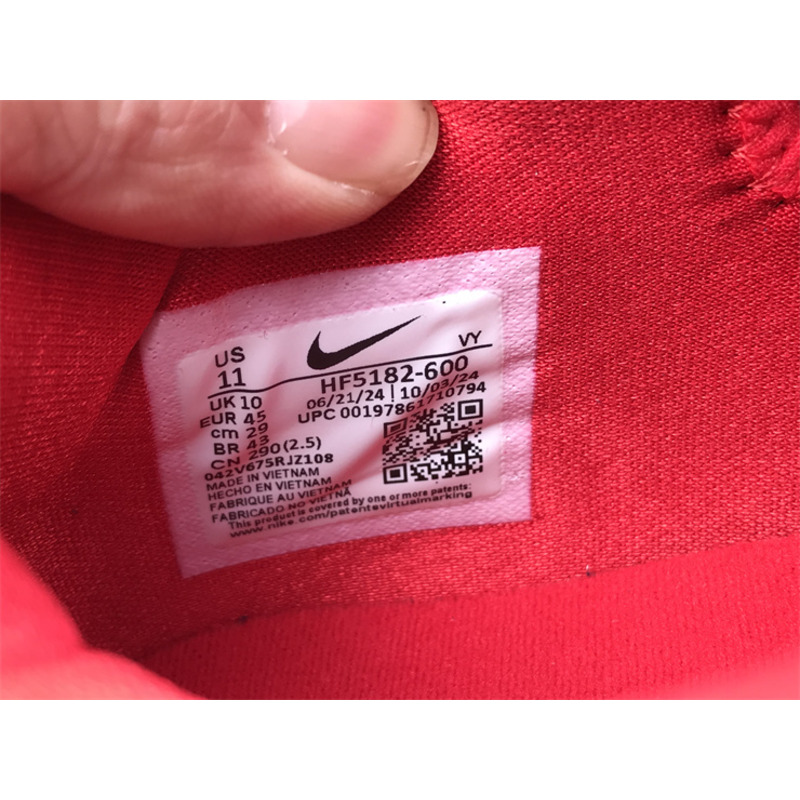 US
11
VY
HF5182-600
UK 10
06/21/24 | 10/03/24
EUR 45
UPC 00197861710794
cm 29
BR 43
CN 290(2.5)
042V675RJZ108
MADE IN VIETNAM
HECHO EN VIETNAM
FABRIQUE AU VIETNAM
FABRICADO NO VIETNÃ
This product is covered by one or more patents:
www.nike.com/patentsvirtualmarking